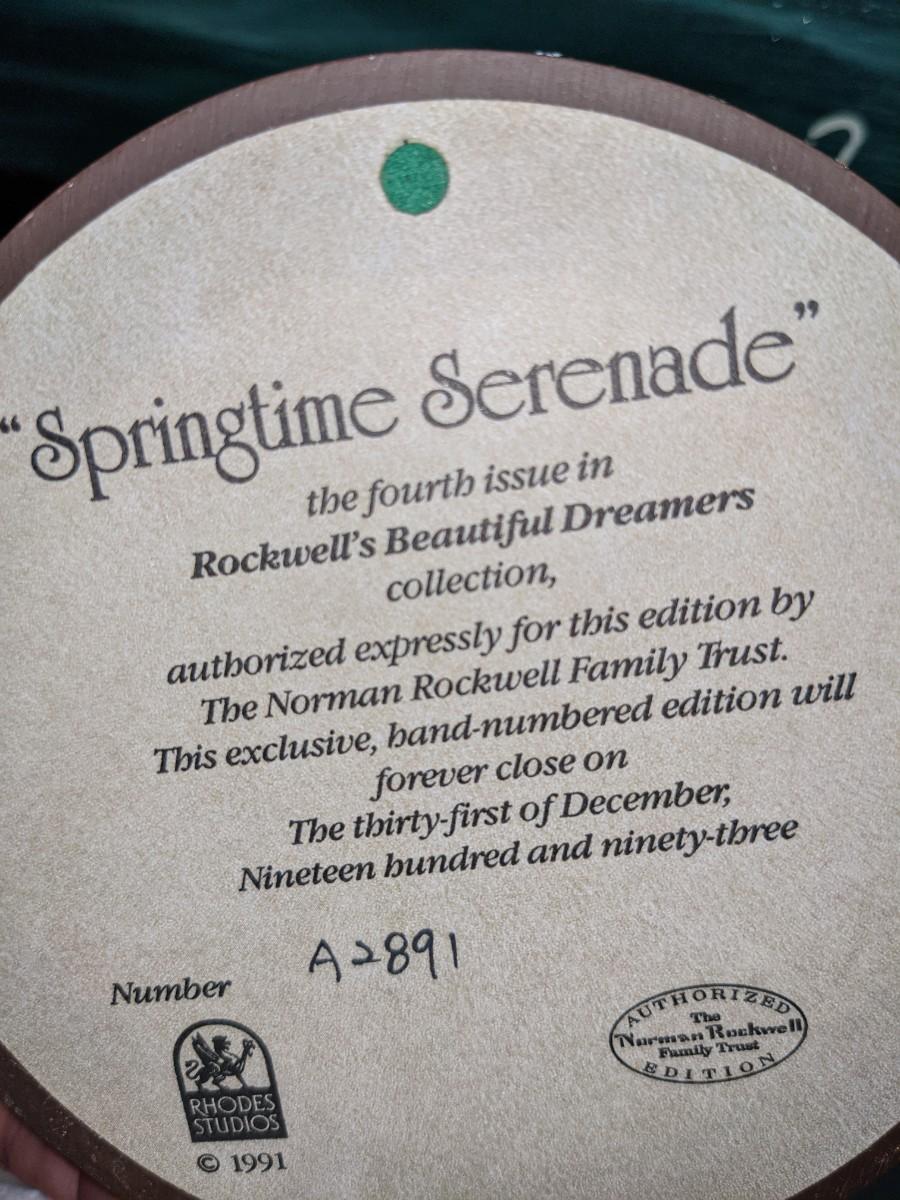 “Springtime Serenade”
the fourth issue in
Rockwell’s Beautiful Dreamers
collection,
authorized expressly for this edition by
The Norman Rockwell Family Trust.
This exclusive, hand-numbered edition will
forever close on
The thirty-first of December,
Nineteen hundred and ninety-three
Number A2891
RHODES
STUDIOS
© 1991
AUTHORIZED
The
Norman Rockwell
Family Trust
EDITION